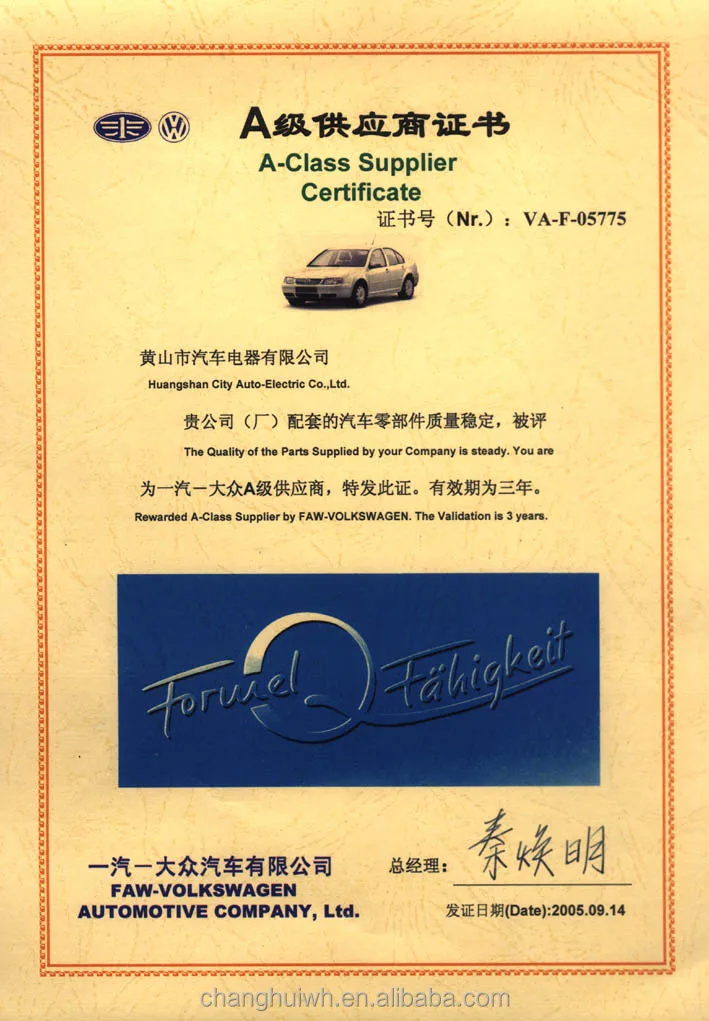 A级供应商证书
A-Class Supplier
Certificate
证书号（Nr.）：VA-F-05775
黄山市汽车电器有限公司
Huangshan City Auto-Electric Co.,Ltd.
贵公司（厂）配套的汽车零部件质量稳定，被评
The Quality of the Parts Supplied by your Company is steady. You are
为一汽－大众A级供应商，特发此证。有效期为三年。
Rewarded A-Class Supplier by FAW-VOLKSWAGEN. The Validation is 3 years.
Formel Q Fähigkeit
一汽－大众汽车有限公司
FAW-VOLKSWAGEN
AUTOMOTIVE COMPANY, Ltd.
总经理：秦焕明
发证日期(Date):2005.09.14
changhuiwh.en.alibaba.com